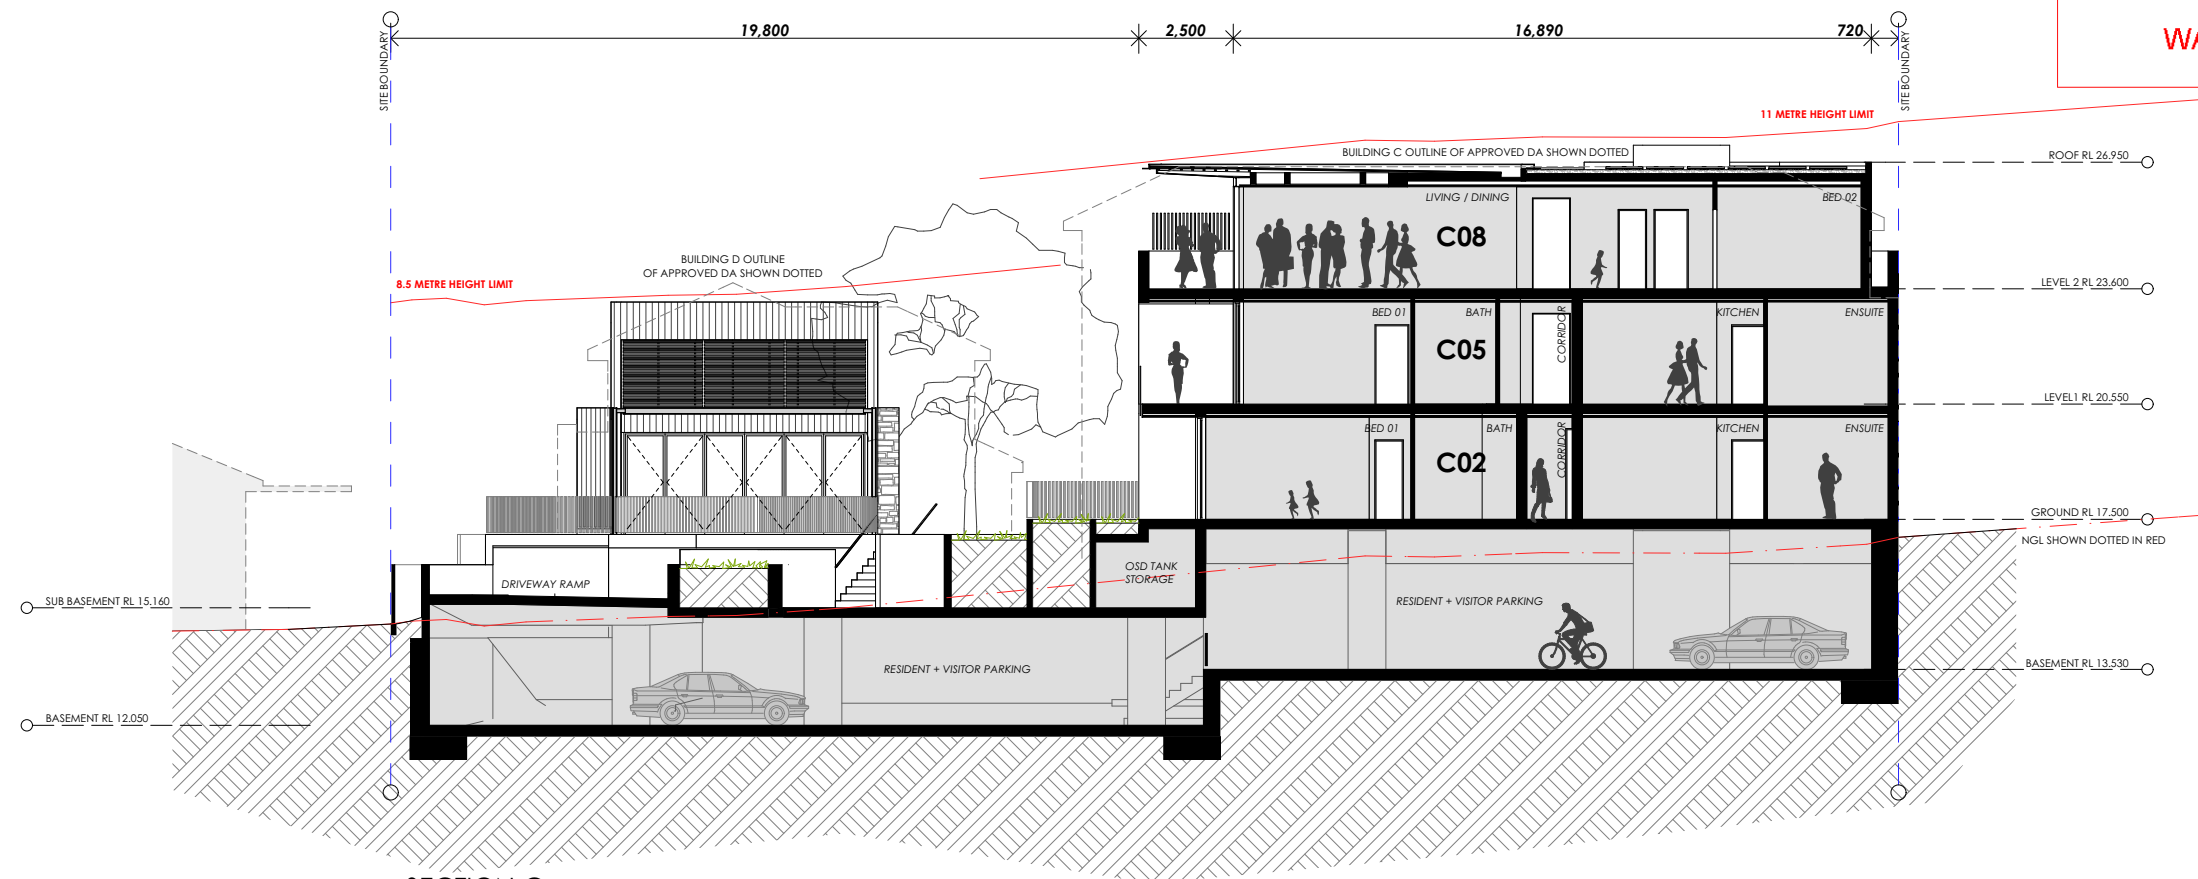 19,800
2,500
16,890
720
WA
SITE BOUNDARY
SITE BOUNDARY
11 METRE HEIGHT LIMIT
BUILDING C OUTLINE OF APPROVED DA SHOWN DOTTED
ROOF RL 26.950
LIVING / DINING
BED 02
C08
BUILDING D OUTLINE
OF APPROVED DA SHOWN DOTTED
8.5 METRE HEIGHT LIMIT
LEVEL 2 RL 23.600
BED 01
BATH
CORRIDOR
KITCHEN
ENSUITE
C05
LEVEL1 RL 20.550
BED 01
BATH
CORRIDOR
KITCHEN
ENSUITE
C02
GROUND RL 17.500
NGL SHOWN DOTTED IN RED
OSD TANK
STORAGE
DRIVEWAY RAMP
SUB BASEMENT RL 15.160
RESIDENT + VISITOR PARKING
RESIDENT + VISITOR PARKING
BASEMENT RL 13.530
BASEMENT RL 12.050